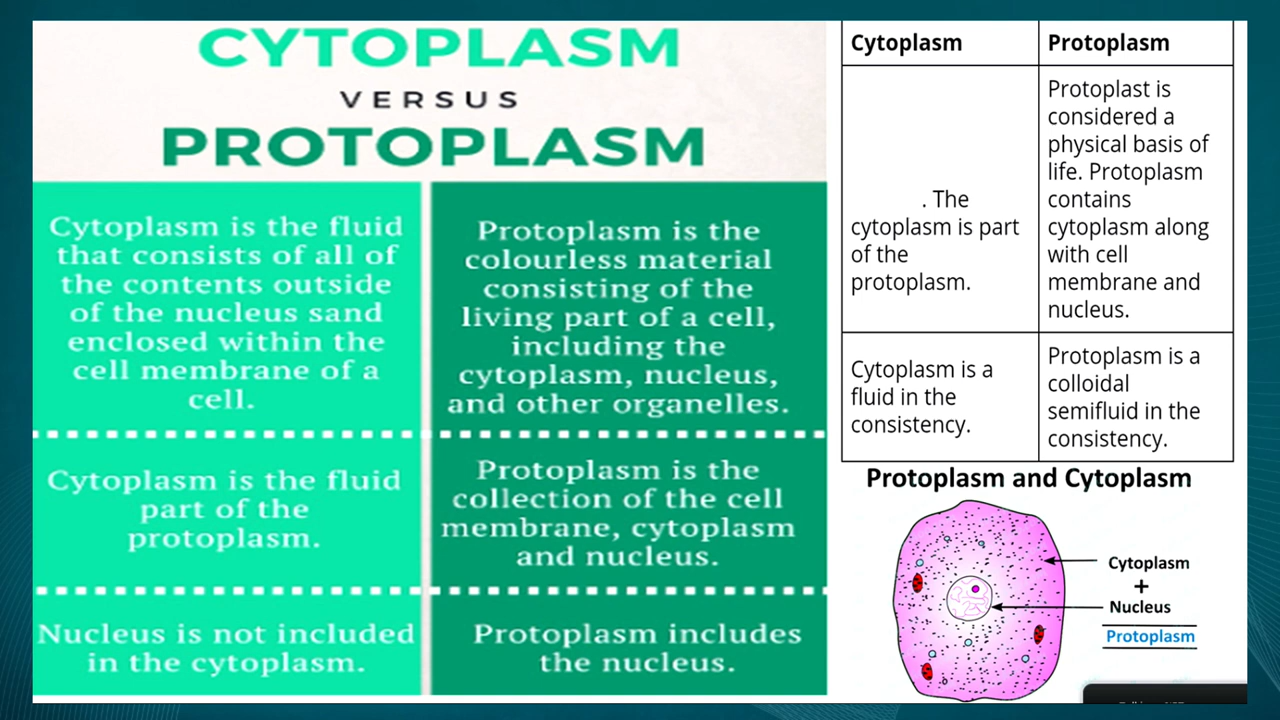 CYTOPLASM
VERSUS
PROTOPLASM
Cytoplasm is the fluid
that consists of all of
the contents outside
of the nucleus sand
enclosed within the
cell membrane of a
cell.
Protoplasm is the
colourless material
consisting of the
living part of a cell,
including the
cytoplasm, nucleus,
and other organelles.
Cytoplasm is the fluid
part of the
protoplasm.
Protoplasm is the
collection of the cell
membrane, cytoplasm
and nucleus.
Nucleus is not included
in the cytoplasm.
Protoplasm includes
the nucleus.
Cytoplasm
Protoplasm
. The
cytoplasm is part
of the
protoplasm.
Protoplast is
considered a
physical basis of
life. Protoplasm
contains
cytoplasm along
with cell
membrane and
nucleus.
Cytoplasm is a
fluid in the
consistency.
Protoplasm is a
colloidal
semifluid in the
consistency.
Protoplasm and Cytoplasm
Cytoplasm
+
Nucleus
Protoplasm